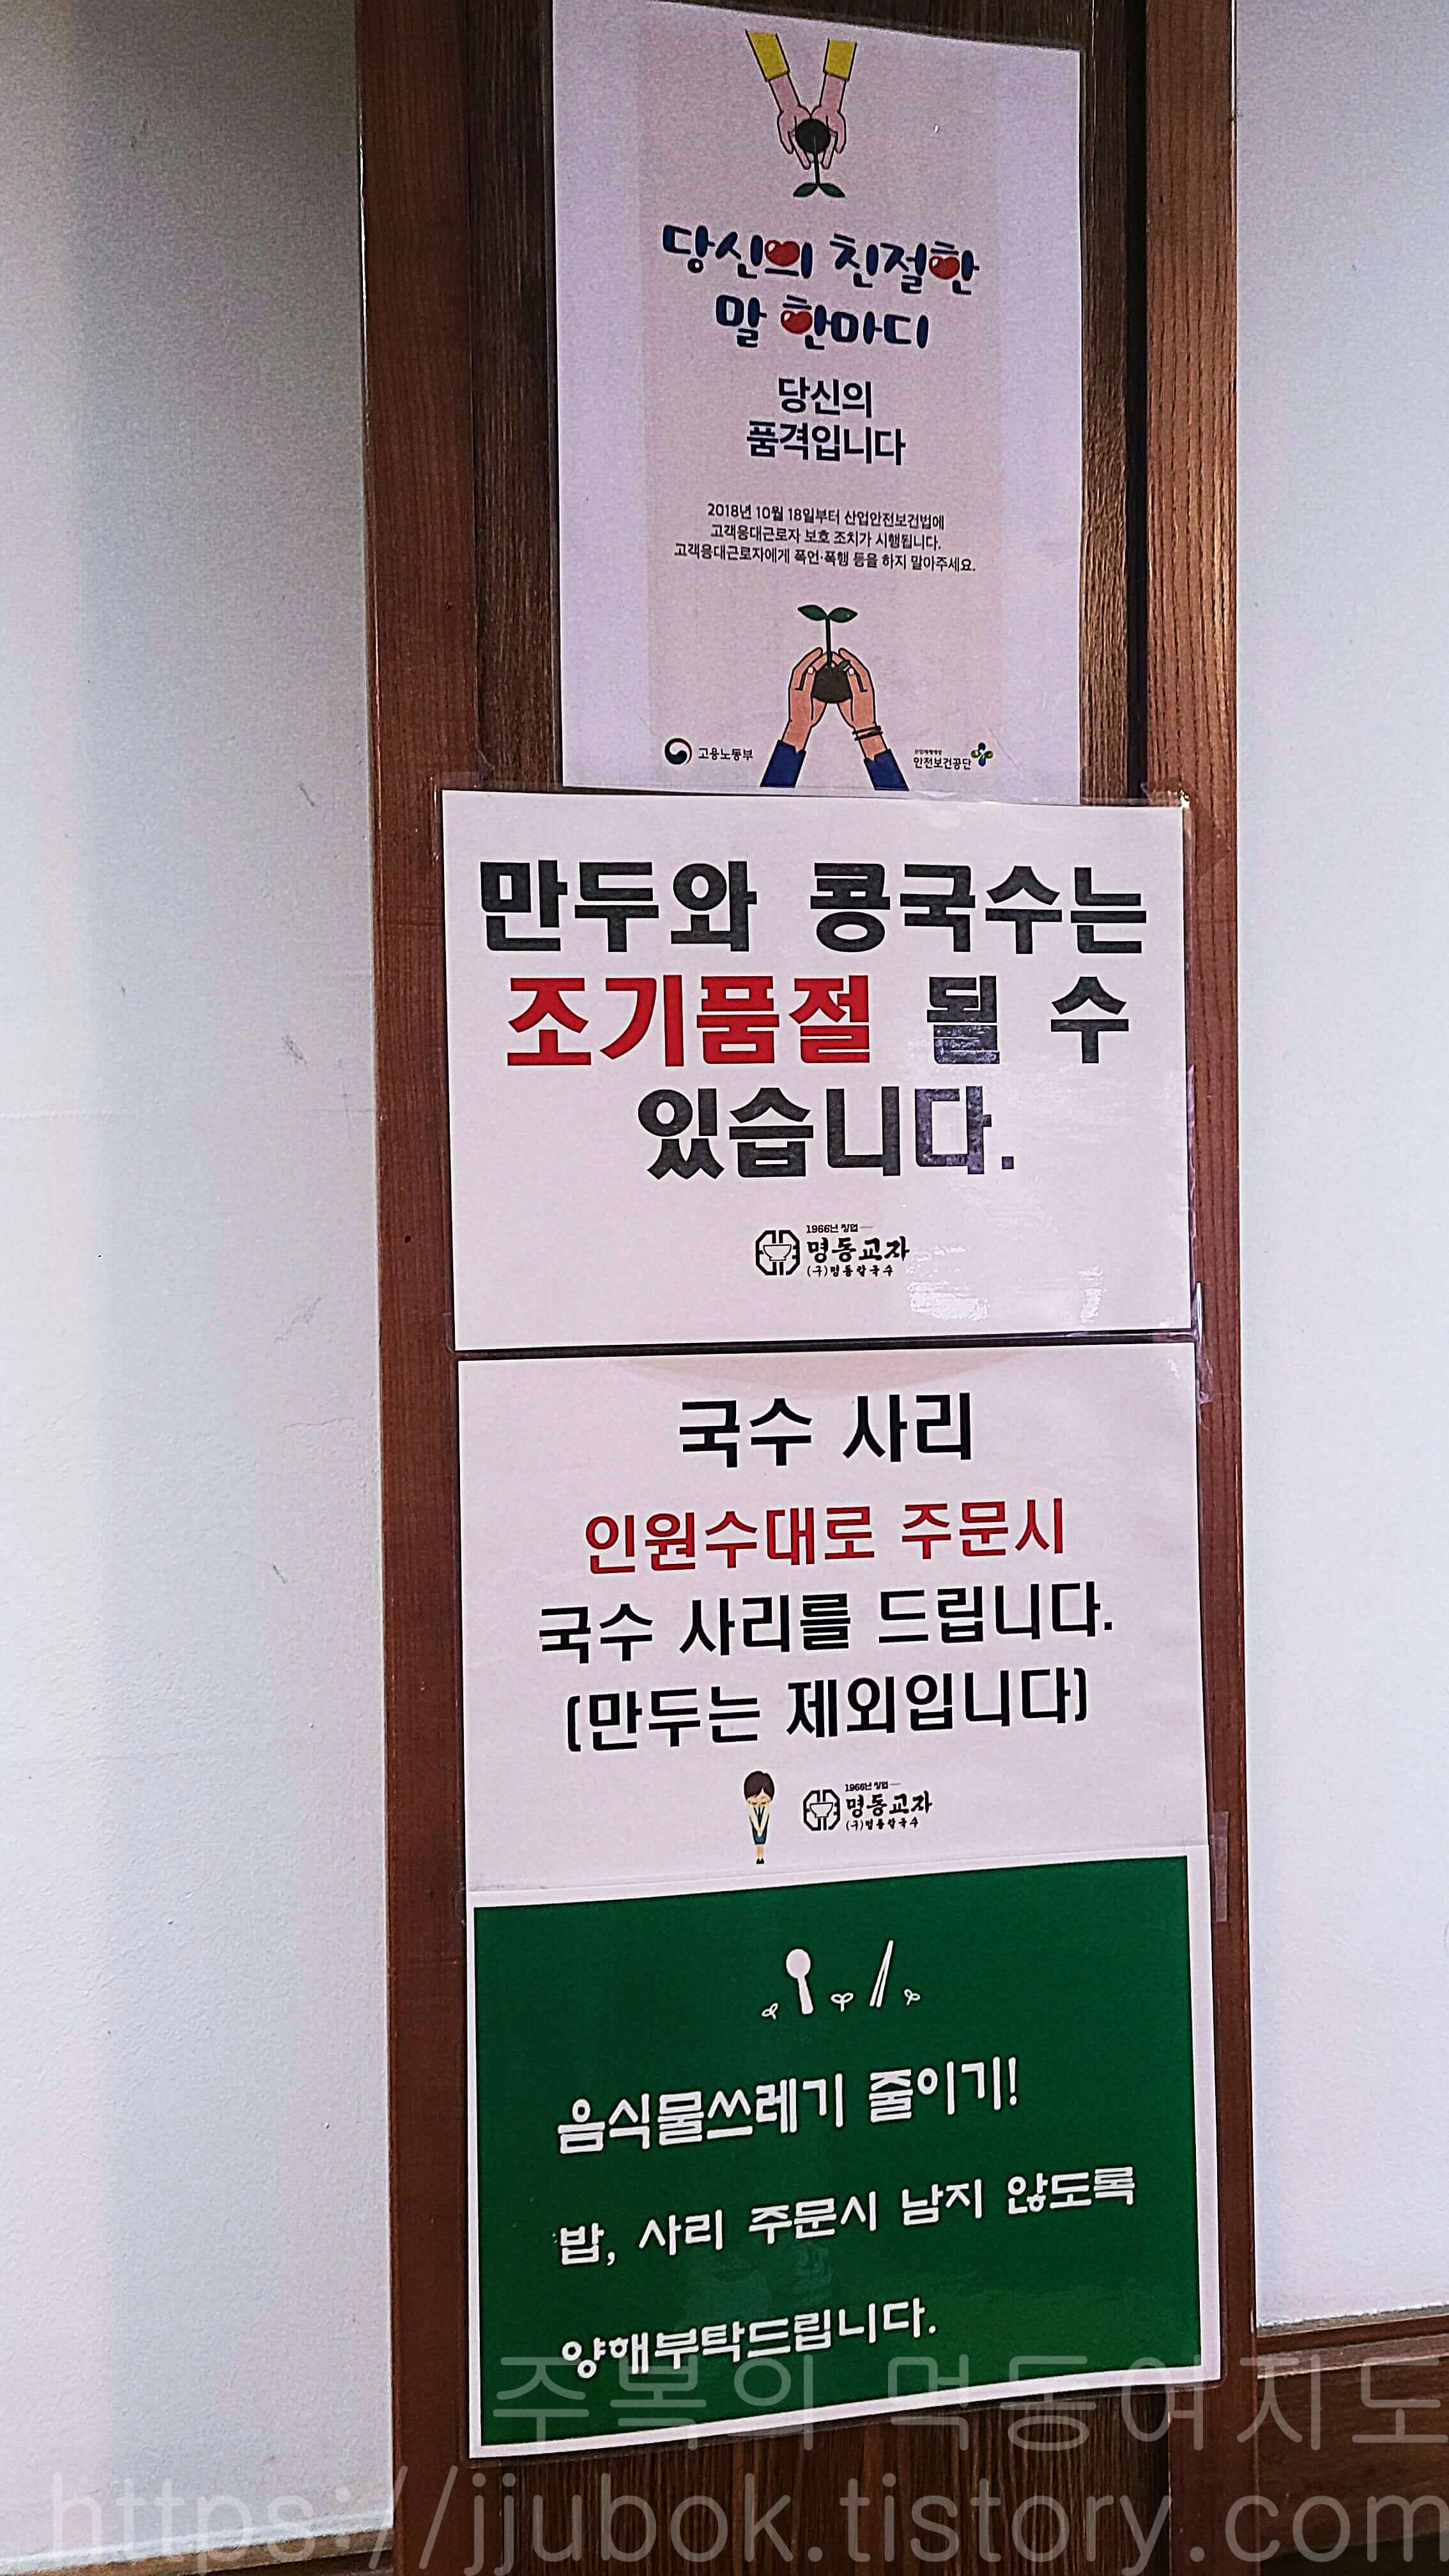 당신의 친절한
말 한마디
당신의
품격입니다
2018년 10월 18일부터 산업안전보건법에
고객응대근로자 보호 조치가 시행됩니다.
고객응대근로자에게 폭언·폭행 등을 하지 말아주세요.
고용노동부
산업재해예방
안전보건공단
만두와 콩국수는
조기품절 될 수
있습니다.
1966년 창업
명동교자
(구)명동칼국수
국수 사리
인원수대로 주문시
국수 사리를 드립니다.
(만두는 제외입니다)
1966년 창업
명동교자
(구)명동칼국수
음식물쓰레기 줄이기!
밥, 사리 주문시 남지 않도록
양해부탁드립니다.
주복의 먹동여지도
https://jjubok.tistory.com